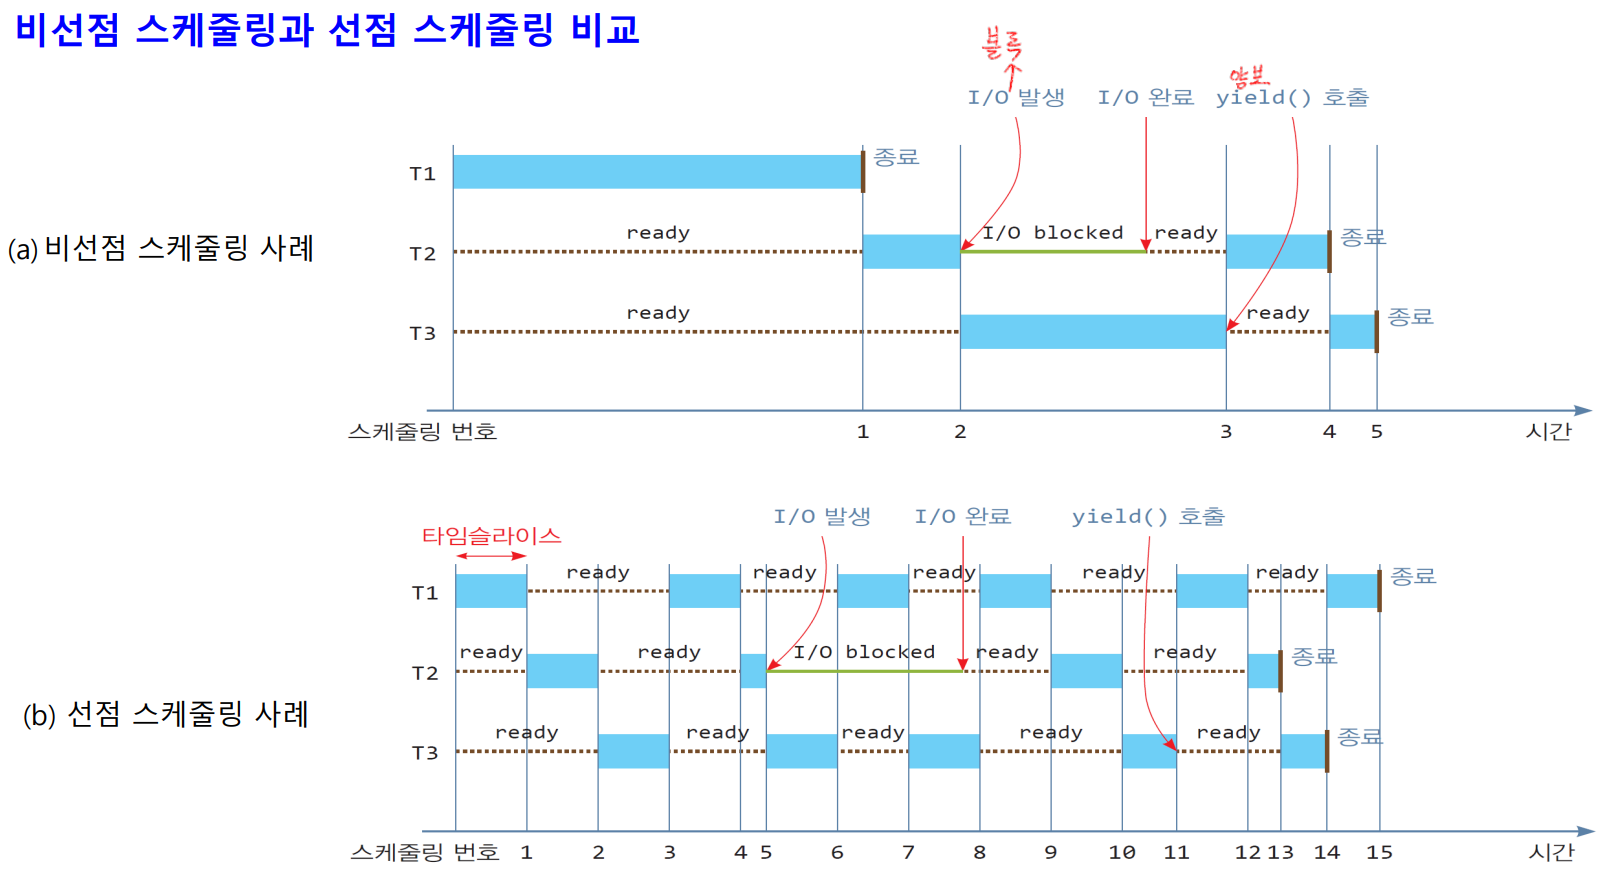 비선점 스케줄링과 선점 스케줄링 비교
블록
양보
I/O 발생 I/O 완료 yield() 호출
T1 종료
(a) 비선점 스케줄링 사례
T2 ready I/O blocked ready 종료
T3 ready ready 종료
스케줄링 번호 1 2 3 4 5 시간
I/O 발생 I/O 완료 yield() 호출
타임슬라이스
T1 ready ready ready ready ready 종료
T2 ready ready I/O blocked ready ready 종료
(b) 선점 스케줄링 사례
T3 ready ready ready ready ready 종료
스케줄링 번호 1 2 3 4 5 6 7 8 9 10 11 12 13 14 15 시간